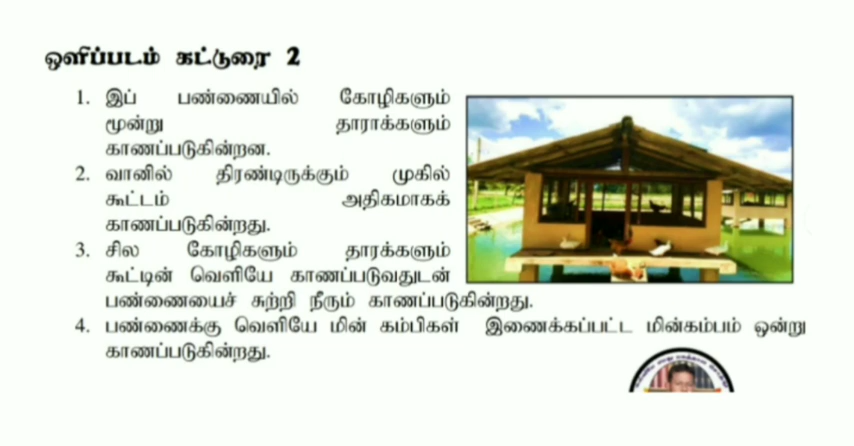 ஒளிப்படம் கட்டுரை 2
1. இப் பண்ணையில் கோழிகளும்
மூன்று தாராக்களும்
காணப்படுகின்றன.
2. வானில் திரண்டிருக்கும் முகில்
கூட்டம் அதிகமாகக்
காணப்படுகின்றது.
3. சில கோழிகளும் தாரக்களும்
கூட்டின் வெளியே காணப்படுவதுடன்
பண்ணையைச் சுற்றி நீரும் காணப்படுகின்றது.
4. பண்ணைக்கு வெளியே மின் கம்பிகள் இணைக்கப்பட்ட மின்கம்பம் ஒன்று
காணப்படுகின்றது.